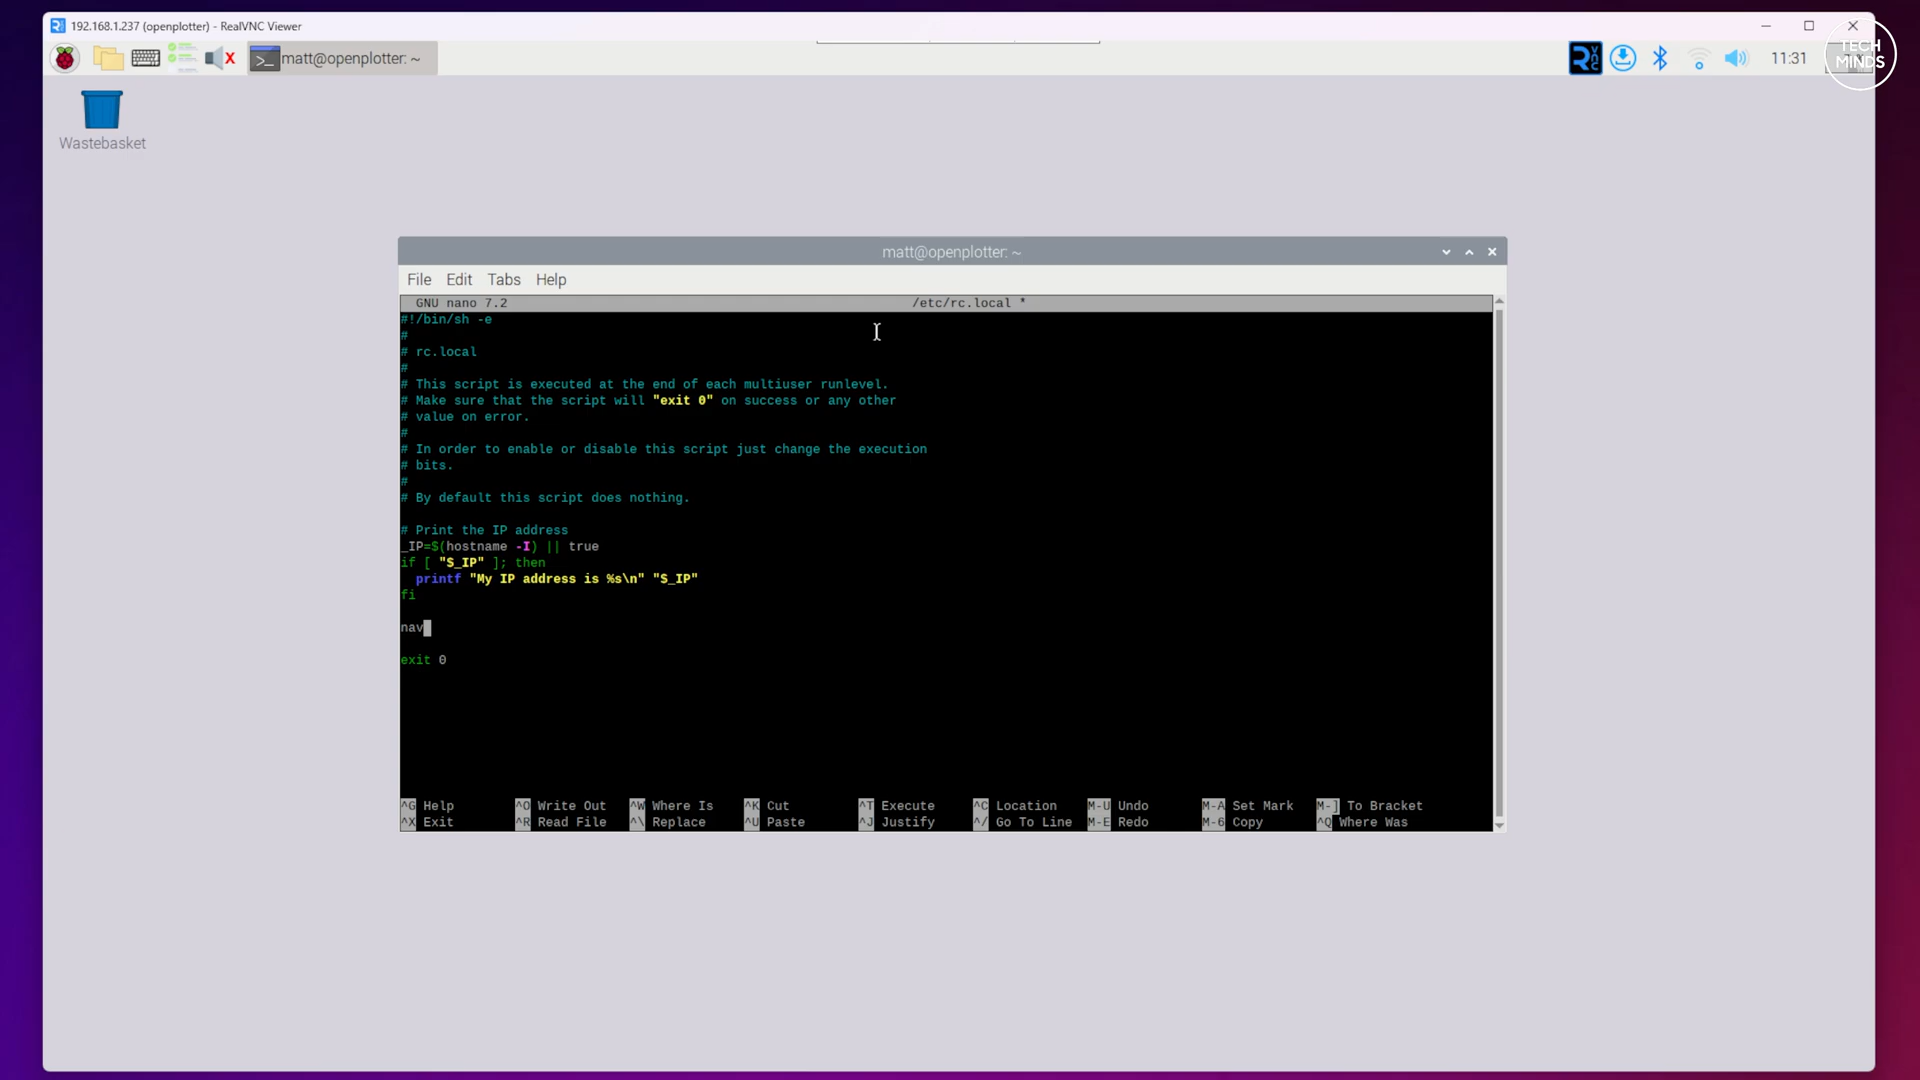 192.168.1.237 (openplotter) - RealVNC Viewer
matt@openplotter: ~
11:31
TECH
MINDS
Wastebasket
matt@openplotter: ~
File Edit Tabs Help
GNU nano 7.2 /etc/rc.local *
#!/bin/sh -e
#
# rc.local
#
# This script is executed at the end of each multiuser runlevel.
# Make sure that the script will "exit 0" on success or any other
# value on error.
#
# In order to enable or disable this script just change the execution
# bits.
#
# By default this script does nothing.
# Print the IP address
_IP=$(hostname -I) || true
if [ "$_IP" ]; then
printf "My IP address is %s\n" "$_IP"
fi
nav
exit 0
^G Help ^O Write Out ^W Where Is ^K Cut ^T Execute ^C Location M-U Undo M-A Set Mark M-] To Bracket
^X Exit ^R Read File ^\ Replace ^U Paste ^J Justify ^/ Go To Line M-E Redo M-6 Copy ^Q Where Was